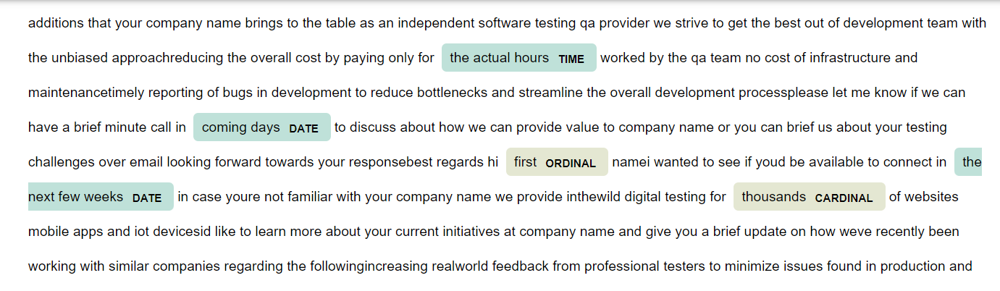 additions that your company name brings to the table as an independent software testing qa provider we strive to get the best out of development team with
the unbiased approachreducing the overall cost by paying only for the actual hours TIME worked by the qa team no cost of infrastructure and
maintenancetimely reporting of bugs in development to reduce bottlenecks and streamline the overall development processplease let me know if we can
have a brief minute call in coming days DATE to discuss about how we can provide value to company name or you can brief us about your testing
challenges over email looking forward towards your responsebest regards hi first ORDINAL namei wanted to see if youd be available to connect in the
next few weeks DATE in case youre not familiar with your company name we provide inthewild digital testing for thousands CARDINAL of websites
mobile apps and iot devicesid like to learn more about your current initiatives at company name and give you a brief update on how weve recently been
working with similar companies regarding the followingincreasing realworld feedback from professional testers to minimize issues found in production and